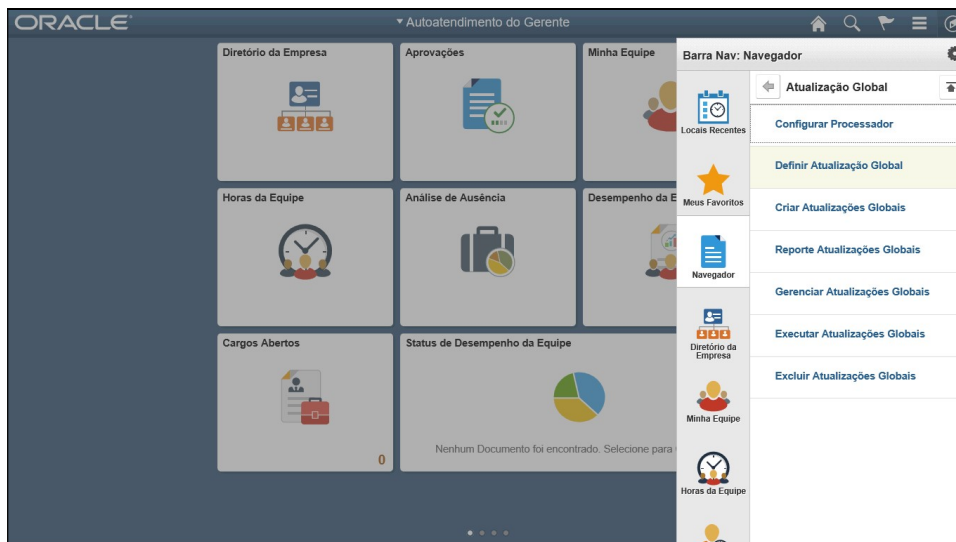 ORACLE
Autoatendimento do Gerente
Diretório da Empresa
Aprovações
Minha Equipe
Horas da Equipe
Análise de Ausência
Desempenho da E
Cargos Abertos
0
Status de Desempenho da Equipe
Nenhum Documento foi encontrado. Selecione para
Barra Nav: Navegador
Locais Recentes
Meus Favoritos
Navegador
Diretório da
Empresa
Minha Equipe
Horas da Equipe
Atualização Global
Configurar Processador
Definir Atualização Global
Criar Atualizações Globais
Reporte Atualizações Globais
Gerenciar Atualizações Globais
Executar Atualizações Globais
Excluir Atualizações Globais